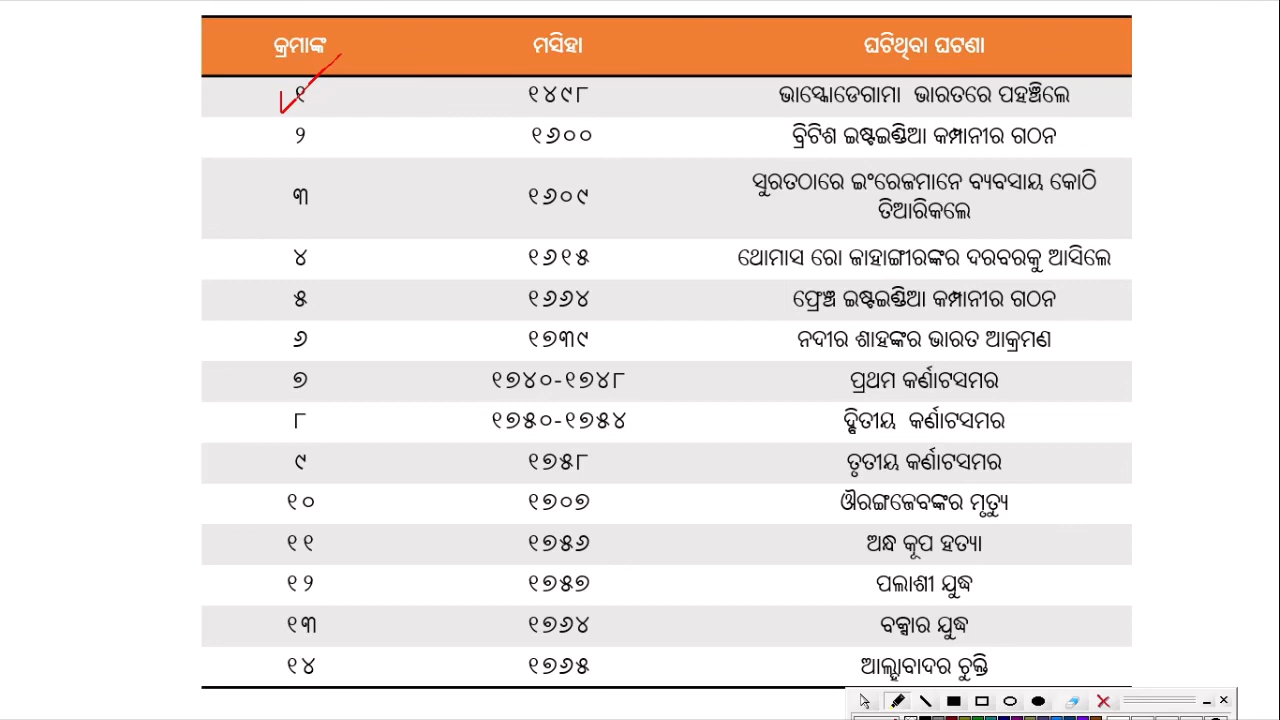 କ୍ରମାଙ୍କ ମସିହା ଘଟିଥିବା ଘଟଣା
୧ ୧୪୯୮ ଭାସ୍କୋଡେଗାମା ଭାରତରେ ପହଞ୍ଚିଲେ
୨ ୧୬୦୦ ବ୍ରିଟିଶ ଇଷ୍ଟଇଣ୍ଡିଆ କମ୍ପାନୀର ଗଠନ
୩ ୧୬୦୯ ସୁରତଠାରେ ଇଂରେଜମାନେ ବ୍ୟବସାୟ କୋଠି
ତିଆରିକଲେ
୪ ୧୬୧୫ ଥୋମାସ ରୋ ଜାହାଙ୍ଗୀରଙ୍କର ଦରବରକୁ ଆସିଲେ
୫ ୧୬୬୪ ଫ୍ରେଞ୍ଚ ଇଷ୍ଟଇଣ୍ଡିଆ କମ୍ପାନୀର ଗଠନ
୬ ୧୭୩୯ ନଦୀର ଶାହଙ୍କର ଭାରତ ଆକ୍ରମଣ
୭ ୧୭୪୦-୧୭୪୮ ପ୍ରଥମ କର୍ଣାଟସମର
୮ ୧୭୫୦-୧୭୫୪ ଦ୍ବିତୀୟ କର୍ଣାଟସମର
୯ ୧୭୫୮ ତୃତୀୟ କର୍ଣାଟସମର
୧୦ ୧୭୦୭ ଔରଙ୍ଗଜେବଙ୍କର ମୃତ୍ୟୁ
୧୧ ୧୭୫୬ ଅନ୍ଧ କୂପ ହତ୍ୟା
୧୨ ୧୭୫୭ ପଲାଶୀ ଯୁଦ୍ଧ
୧୩ ୧୭୬୪ ବକ୍ସାର ଯୁଦ୍ଧ
୧୪ ୧୭୬୫ ଆଲ୍ହାବାଦର ଚୁକ୍ତି